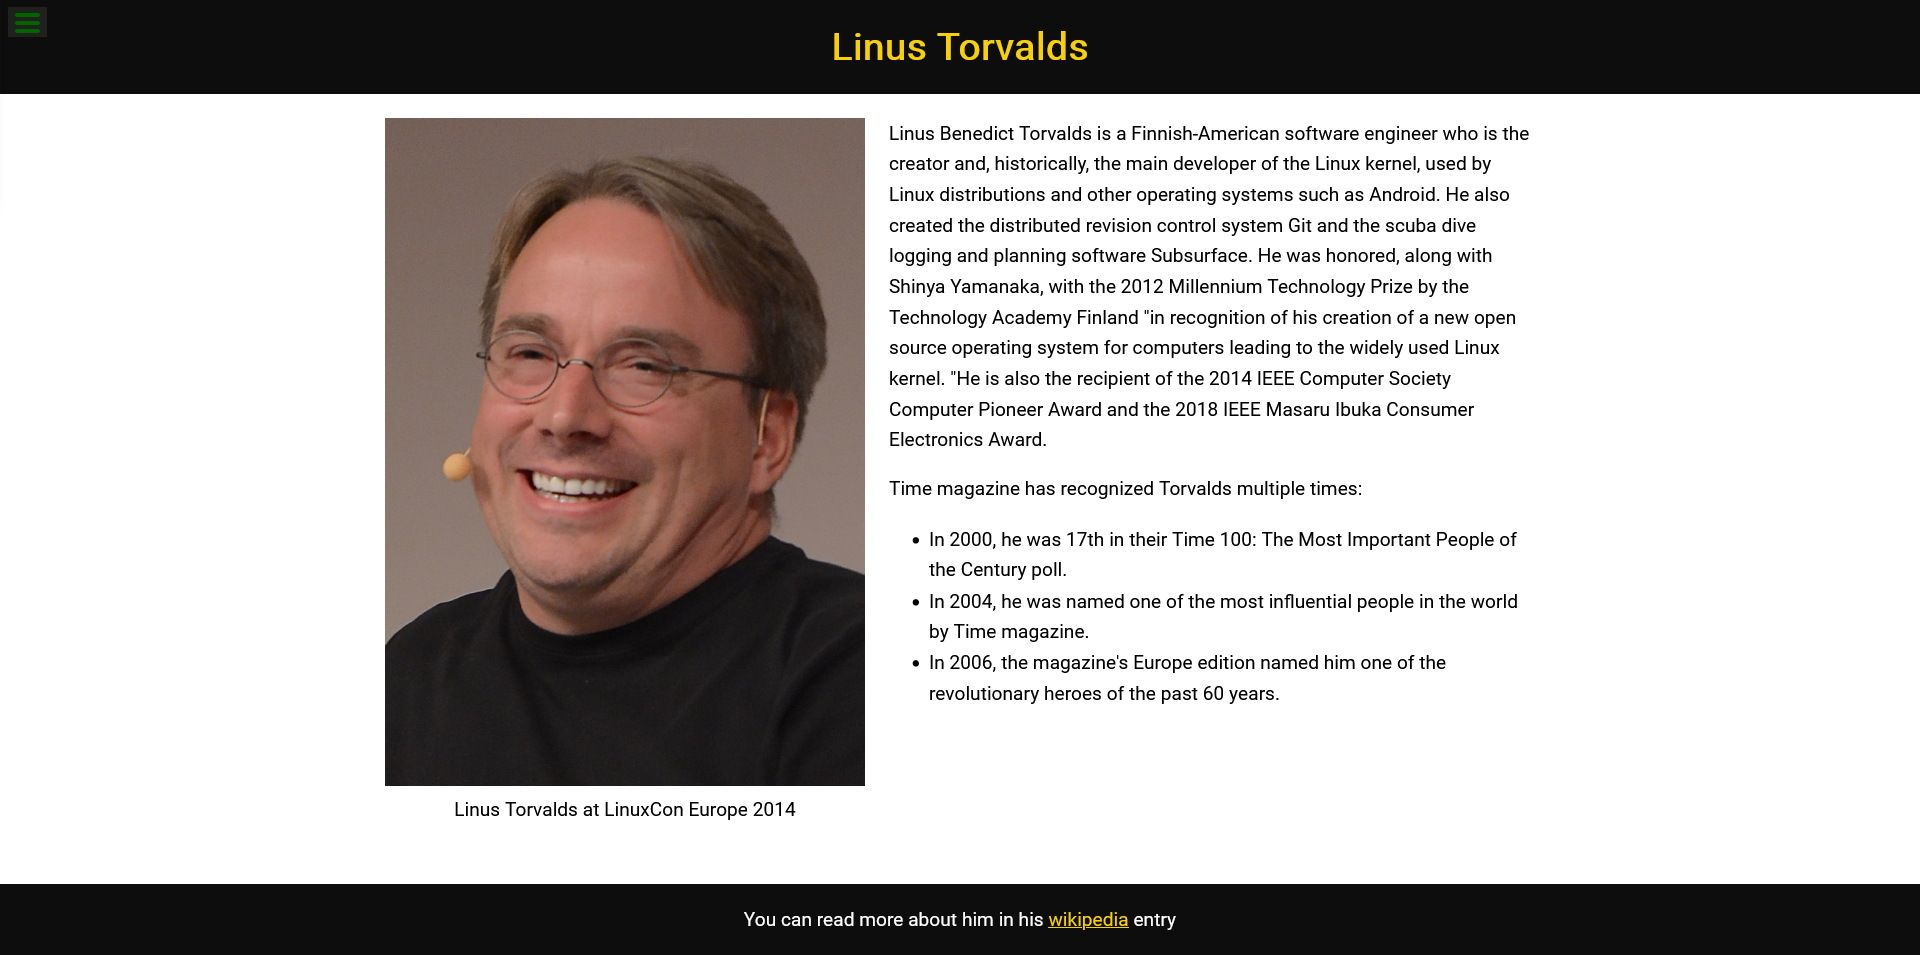 Linus Torvalds
Linus Benedict Torvalds is a Finnish-American software engineer who is the
creator and, historically, the main developer of the Linux kernel, used by
Linux distributions and other operating systems such as Android. He also
created the distributed revision control system Git and the scuba dive
logging and planning software Subsurface. He was honored, along with
Shinya Yamanaka, with the 2012 Millennium Technology Prize by the
Technology Academy Finland "in recognition of his creation of a new open
source operating system for computers leading to the widely used Linux
kernel. "He is also the recipient of the 2014 IEEE Computer Society
Computer Pioneer Award and the 2018 IEEE Masaru Ibuka Consumer
Electronics Award.
Time magazine has recognized Torvalds multiple times:
• In 2000, he was 17th in their Time 100: The Most Important People of
the Century poll.
• In 2004, he was named one of the most influential people in the world
by Time magazine.
• In 2006, the magazine's Europe edition named him one of the
revolutionary heroes of the past 60 years.
Linus Torvalds at LinuxCon Europe 2014
You can read more about him in his wikipedia entry